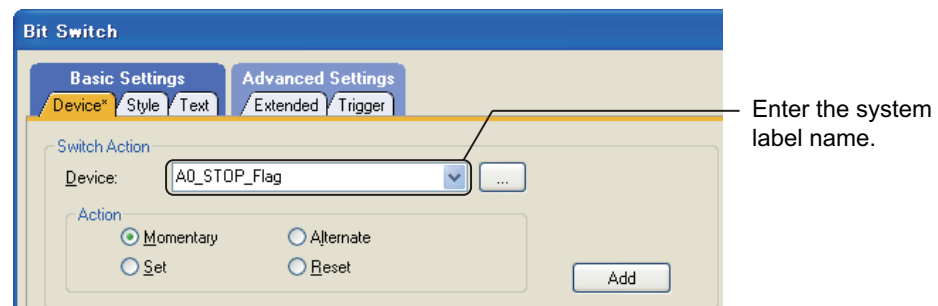 Bit Switch
Basic Settings
Advanced Settings
Device* Style Text Extended Trigger
Enter the system
label name.
Switch Action
Device: A0_STOP_Flag ...
Action
Momentary Alternate
Set Reset
Add